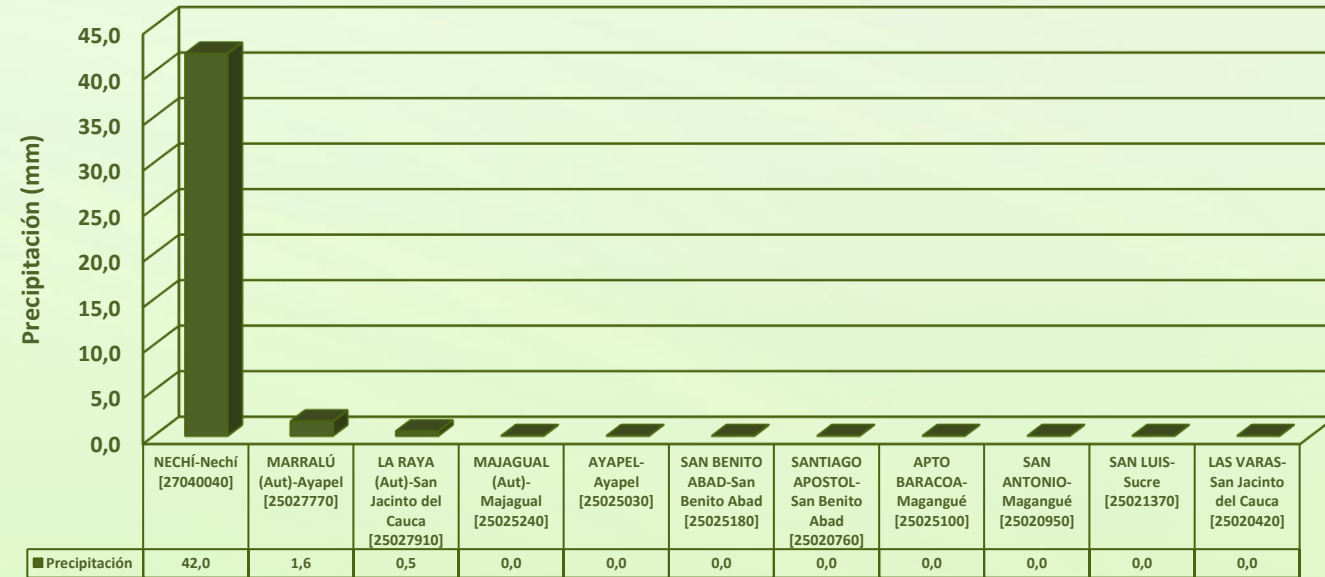 Precipitación (mm)
45,0
40,0
35,0
30,0
25,0
20,0
15,0
10,0
5,0
0,0
NECHÍ-Nechí
[27040040]
MARRALÚ
(Aut)-Ayapel
[25027770]
LA RAYA
(Aut)-San
Jacinto del
Cauca
[25027910]
MAJAGUAL
(Aut)-
Majagual
[25025240]
AYAPEL-
Ayapel
[25025030]
SAN BENITO
ABAD-San
Benito Abad
[25025180]
SANTIAGO
APOSTOL-
San Benito
Abad
[25020760]
APTO
BARACOA-
Magangué
[25025100]
SAN
ANTONIO-
Magangué
[25020950]
SAN LUIS-
Sucre
[25021370]
LAS VARAS-
San Jacinto
del Cauca
[25020420]
Precipitación 42,0 1,6 0,5 0,0 0,0 0,0 0,0 0,0 0,0 0,0 0,0